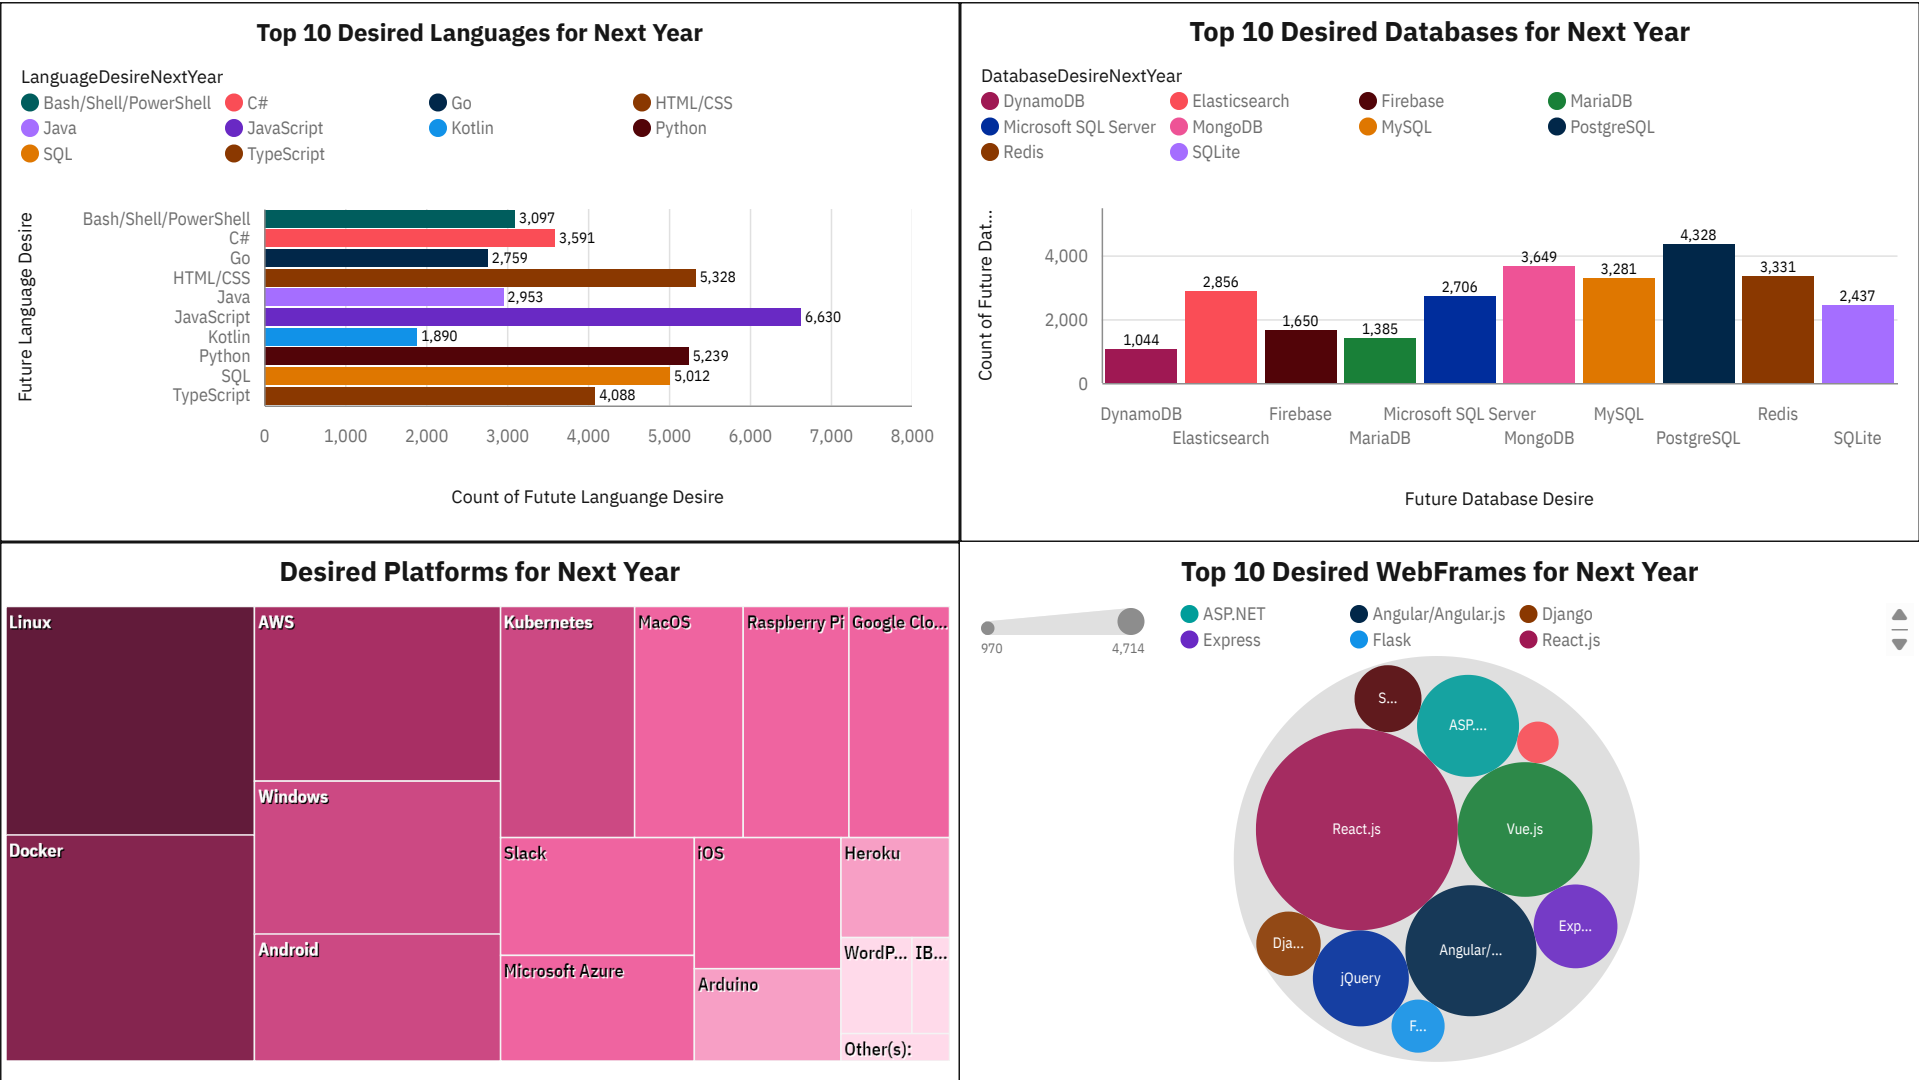 Top 10 Desired Languages for Next Year
LanguageDesireNextYear
Bash/Shell/PowerShell C# Go HTML/CSS
Java JavaScript Kotlin Python
SQL TypeScript
Future Language Desire
Bash/Shell/PowerShell 3,097
C# 3,591
Go 2,759
HTML/CSS 5,328
Java 2,953
JavaScript 6,630
Kotlin 1,890
Python 5,239
SQL 5,012
TypeScript 4,088
0 1,000 2,000 3,000 4,000 5,000 6,000 7,000 8,000
Count of Futute Languange Desire
Top 10 Desired Databases for Next Year
DatabaseDesireNextYear
DynamoDB Elasticsearch Firebase MariaDB
Microsoft SQL Server MongoDB MySQL PostgreSQL
Redis SQLite
Count of Future Dat...
4,000
2,000
0
1,044 2,856 1,650 1,385 2,706 3,649 3,281 4,328 3,331 2,437
DynamoDB Firebase Microsoft SQL Server MySQL Redis
Elasticsearch MariaDB MongoDB PostgreSQL SQLite
Future Database Desire
Desired Platforms for Next Year
Linux AWS Kubernetes MacOS Raspberry Pi Google Clo...
Windows
Docker Slack iOS Heroku
Android WordP... IB...
Microsoft Azure
Arduino
Other(s):
Top 10 Desired WebFrames for Next Year
970 4,714
ASP.NET Angular/Angular.js Django
Express Flask React.js
S...
ASP....
React.js Vue.js
Exp...
Dja... Angular/...
jQuery
F...